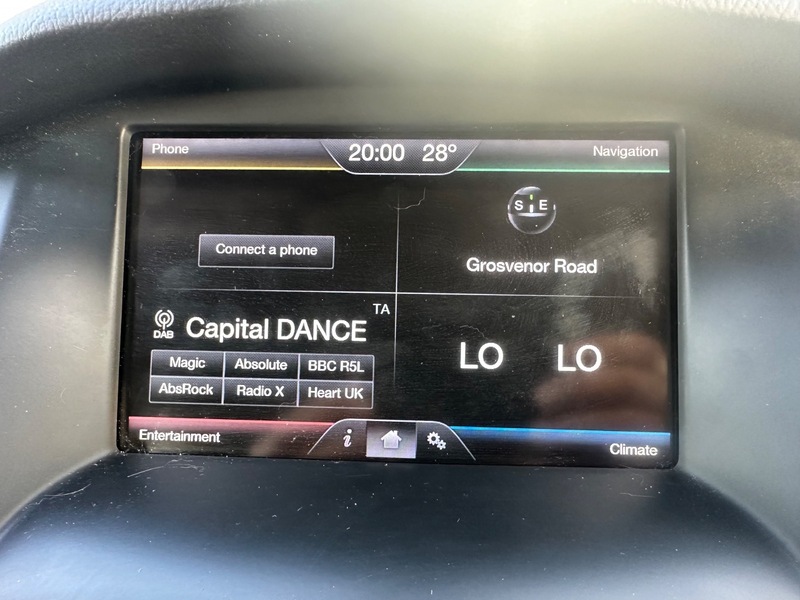 Phone
20:00 28°
Navigation
Connect a phone
S E
Grosvenor Road
TA
DAB
Capital DANCE
Magic Absolute BBC R5L
AbsRock Radio X Heart UK
LO LO
Entertainment
i
Climate